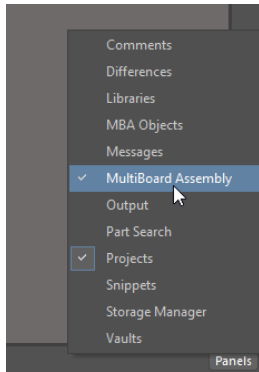 Comments
Differences
Libraries
MBA Objects
Messages
MultiBoard Assembly
Output
Part Search
Projects
Snippets
Storage Manager
Vaults
Panels